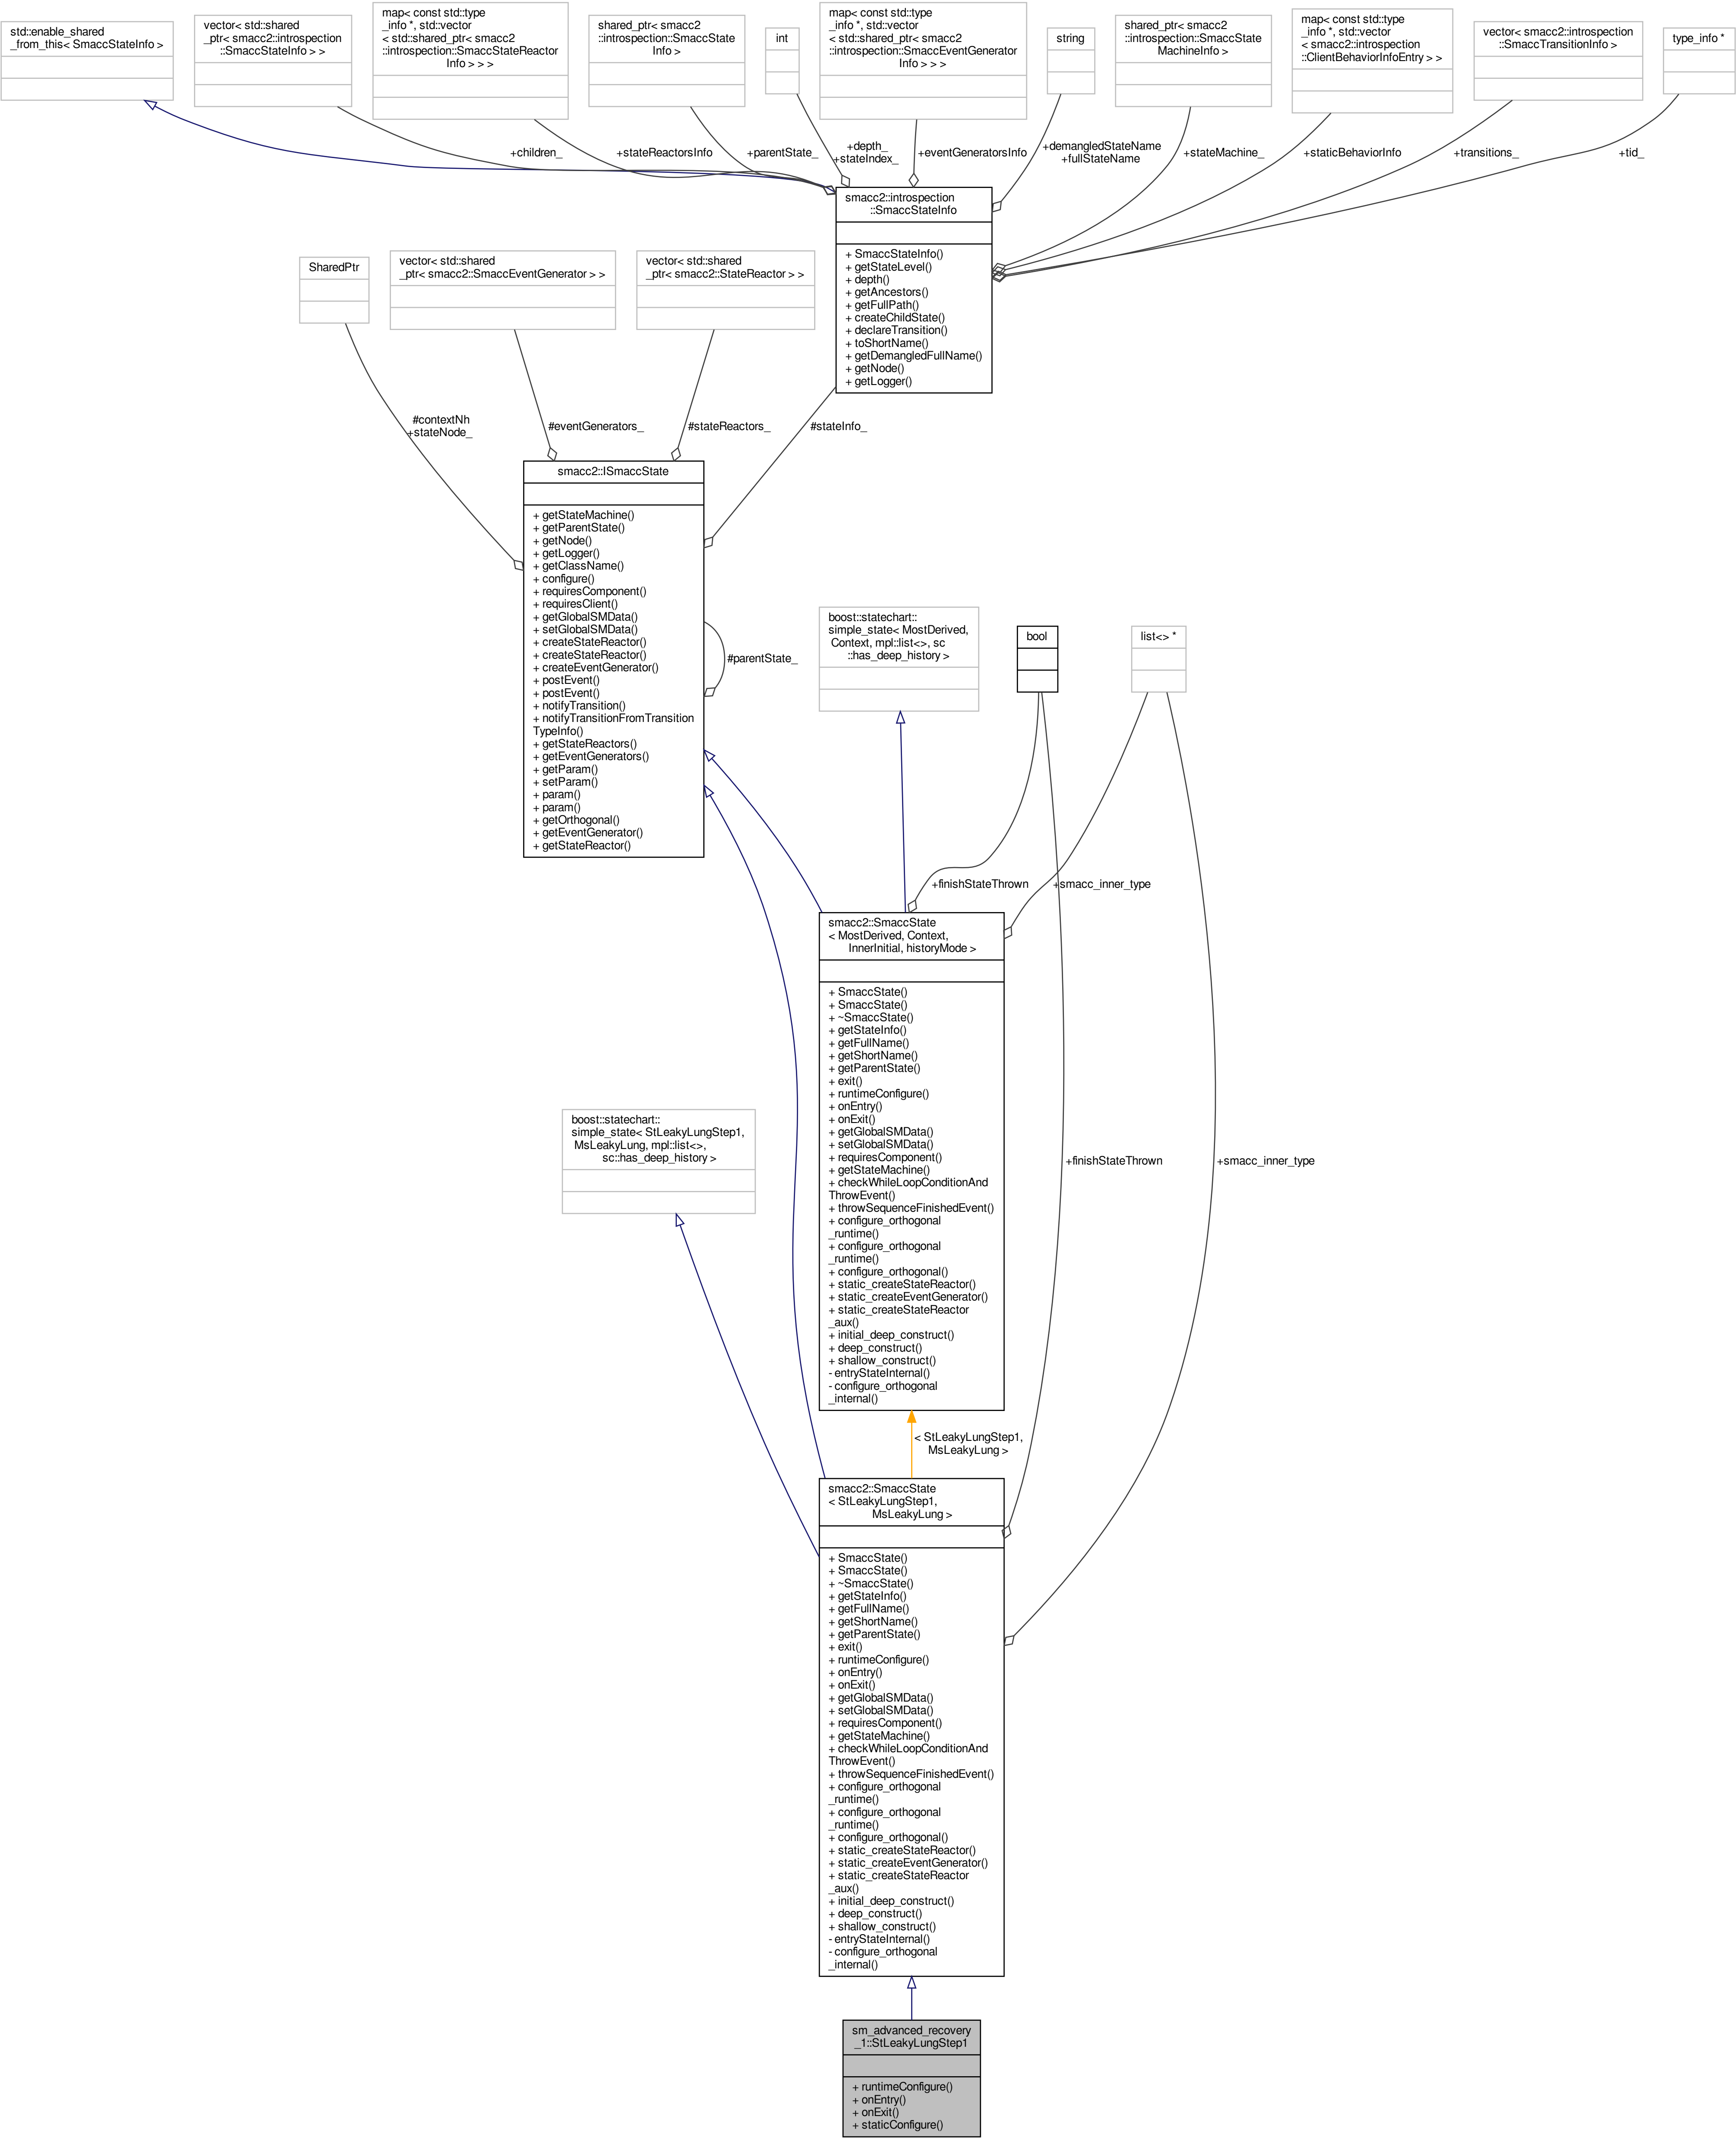 std::enable_shared
_from_this< SmaccStateInfo >
vector< std::shared
_ptr< smacc2::introspection
::SmaccStateInfo > >
map< const std::type
_info *, std::vector
< std::shared_ptr< smacc2
::introspection::SmaccStateReactor
Info > > >
shared_ptr< smacc2
::introspection::SmaccState
Info >
int
map< const std::type
_info *, std::vector
< std::shared_ptr< smacc2
::introspection::SmaccEventGenerator
Info > > >
string
shared_ptr< smacc2
::introspection::SmaccState
MachineInfo >
map< const std::type
_info *, std::vector
< smacc2::introspection
::ClientBehaviorInfoEntry > >
vector< smacc2::introspection
::SmaccTransitionInfo >
type_info *
+children_
+stateReactorsInfo
+parentState_
+depth_
+stateIndex_
+eventGeneratorsInfo
+demangledStateName
+fullStateName
+stateMachine_
+staticBehaviorInfo
+transitions_
+tid_
smacc2::introspection
::SmaccStateInfo
+ SmaccStateInfo()
+ getStateLevel()
+ depth()
+ getAncestors()
+ getFullPath()
+ createChildState()
+ declareTransition()
+ toShortName()
+ getDemangledFullName()
+ getNode()
+ getLogger()
SharedPtr
vector< std::shared
_ptr< smacc2::SmaccEventGenerator > >
vector< std::shared
_ptr< smacc2::StateReactor > >
#contextNh
+stateNode_
#eventGenerators_
#stateReactors_
#stateInfo_
smacc2::ISmaccState
+ getStateMachine()
+ getParentState()
+ getNode()
+ getLogger()
+ getClassName()
+ configure()
+ requiresComponent()
+ requiresClient()
+ getGlobalSMData()
+ setGlobalSMData()
+ createStateReactor()
+ createStateReactor()
+ createEventGenerator()
+ postEvent()
+ postEvent()
+ notifyTransition()
+ notifyTransitionFromTransition
TypeInfo()
+ getStateReactors()
+ getEventGenerators()
+ getParam()
+ setParam()
+ param()
+ param()
+ getOrthogonal()
+ getEventGenerator()
+ getStateReactor()
#parentState_
boost::statechart::
simple_state< MostDerived,
Context, mpl::list<>, sc
::has_deep_history >
bool
list<> *
+finishStateThrown
+smacc_inner_type
smacc2::SmaccState
< MostDerived, Context,
InnerInitial, historyMode >
+ SmaccState()
+ SmaccState()
+ ~SmaccState()
+ getStateInfo()
+ getFullName()
+ getShortName()
+ getParentState()
+ exit()
+ runtimeConfigure()
+ onEntry()
+ onExit()
+ getGlobalSMData()
+ setGlobalSMData()
+ requiresComponent()
+ getStateMachine()
+ checkWhileLoopConditionAnd
ThrowEvent()
+ throwSequenceFinishedEvent()
+ configure_orthogonal
_runtime()
+ configure_orthogonal
_runtime()
+ configure_orthogonal()
+ static_createStateReactor()
+ static_createEventGenerator()
+ static_createStateReactor
_aux()
+ initial_deep_construct()
+ deep_construct()
+ shallow_construct()
- entryStateInternal()
- configure_orthogonal
_internal()
boost::statechart::
simple_state< StLeakyLungStep1,
MsLeakyLung, mpl::list<>,
sc::has_deep_history >
+finishStateThrown
+smacc_inner_type
< StLeakyLungStep1,
MsLeakyLung >
smacc2::SmaccState
< StLeakyLungStep1,
MsLeakyLung >
+ SmaccState()
+ SmaccState()
+ ~SmaccState()
+ getStateInfo()
+ getFullName()
+ getShortName()
+ getParentState()
+ exit()
+ runtimeConfigure()
+ onEntry()
+ onExit()
+ getGlobalSMData()
+ setGlobalSMData()
+ requiresComponent()
+ getStateMachine()
+ checkWhileLoopConditionAnd
ThrowEvent()
+ throwSequenceFinishedEvent()
+ configure_orthogonal
_runtime()
+ configure_orthogonal
_runtime()
+ configure_orthogonal()
+ static_createStateReactor()
+ static_createEventGenerator()
+ static_createStateReactor
_aux()
+ initial_deep_construct()
+ deep_construct()
+ shallow_construct()
- entryStateInternal()
- configure_orthogonal
_internal()
sm_advanced_recovery
_1::StLeakyLungStep1
+ runtimeConfigure()
+ onEntry()
+ onExit()
+ staticConfigure()